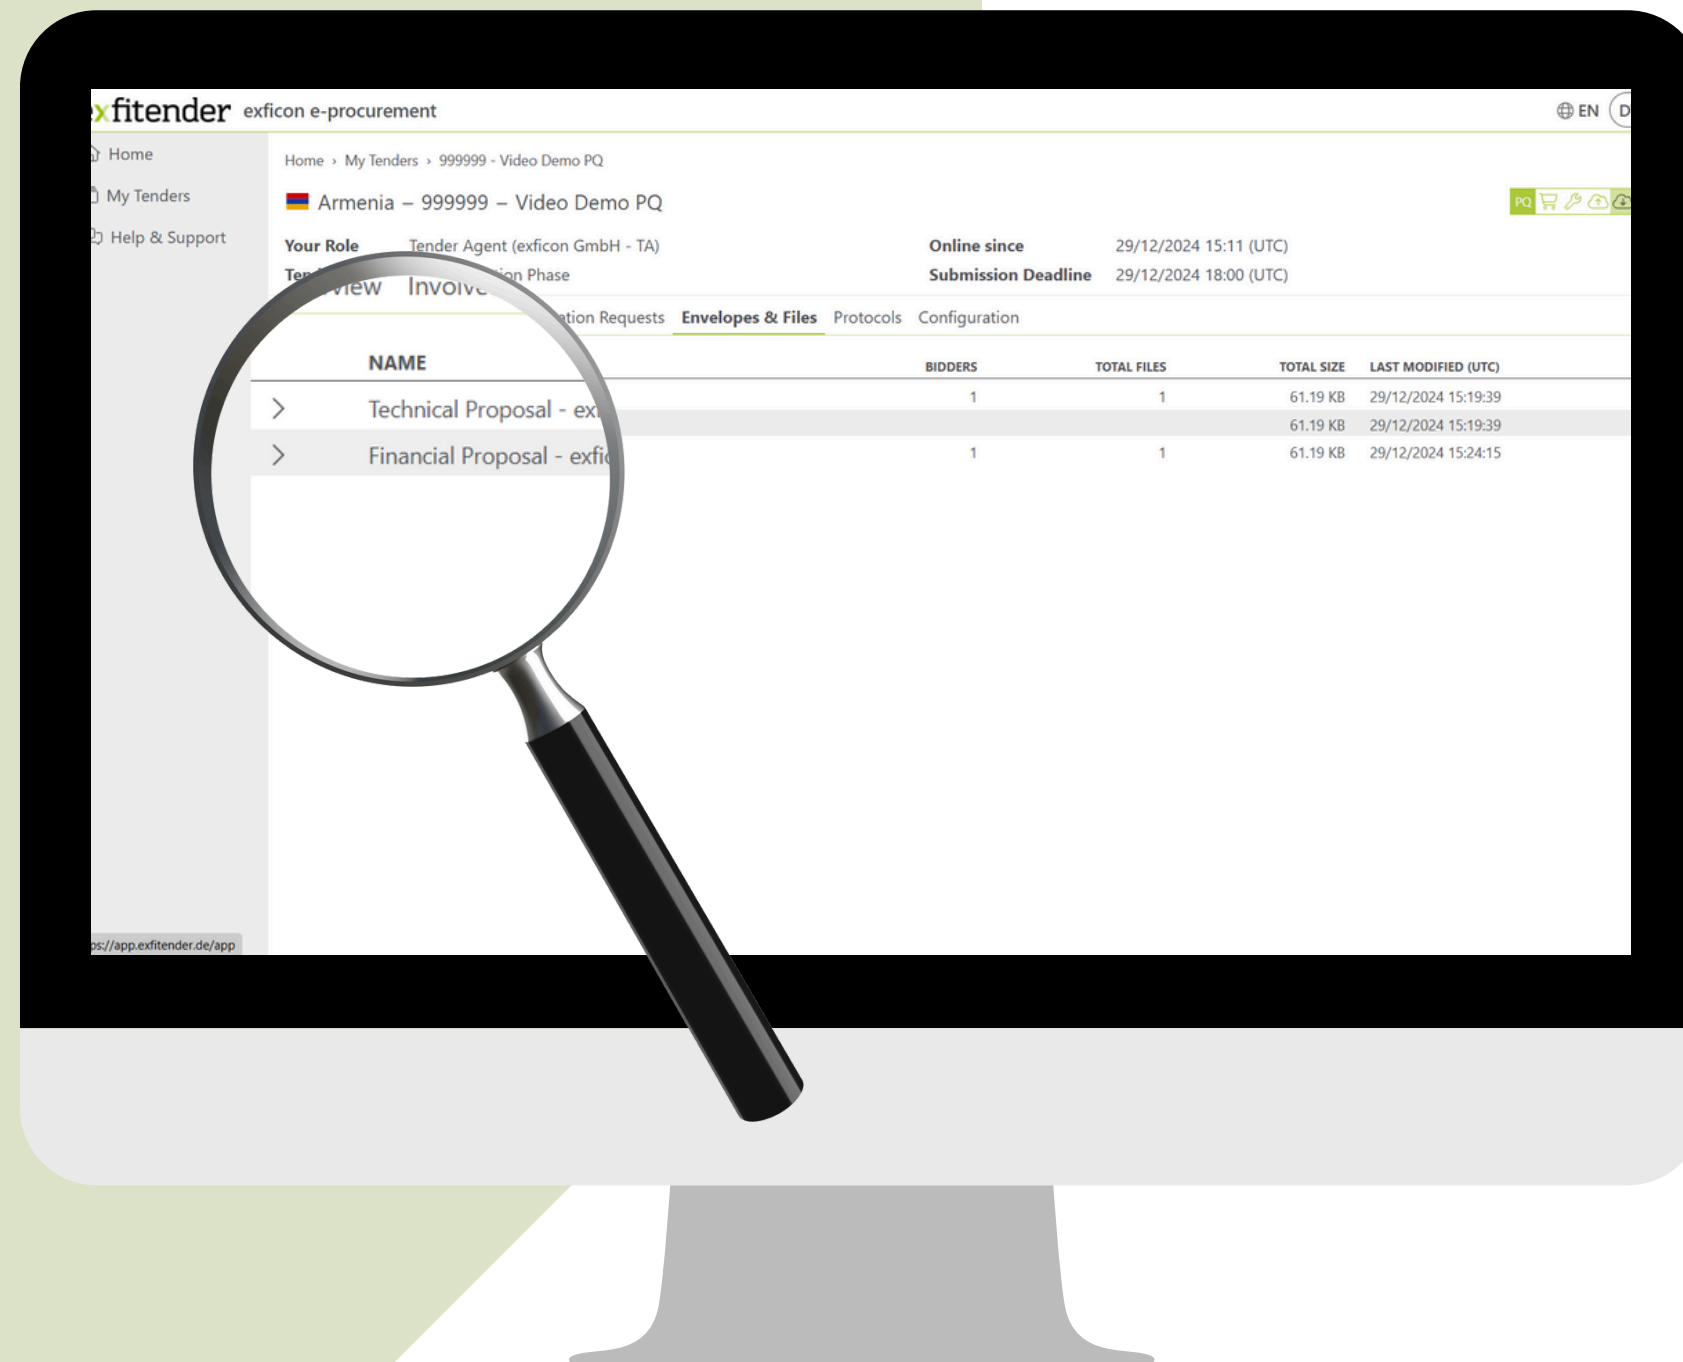 exfitender exficon e-procurement EN D
Home
My Tenders
Help & Support
Home › My Tenders › 999999 - Video Demo PQ
Armenia – 999999 – Video Demo PQ
PQ
Your Role Tender Agent (exficon GmbH - TA) Online since 29/12/2024 15:11 (UTC)
Phase Submission Deadline 29/12/2024 18:00 (UTC)
Requests Envelopes & Files Protocols Configuration
NAME BIDDERS TOTAL FILES TOTAL SIZE LAST MODIFIED (UTC)
Technical Proposal - 1 1 61.19 KB 29/12/2024 15:19:39
61.19 KB 29/12/2024 15:19:39
Financial Proposal - 1 1 61.19 KB 29/12/2024 15:24:15
ps://app.exfitender.de/app